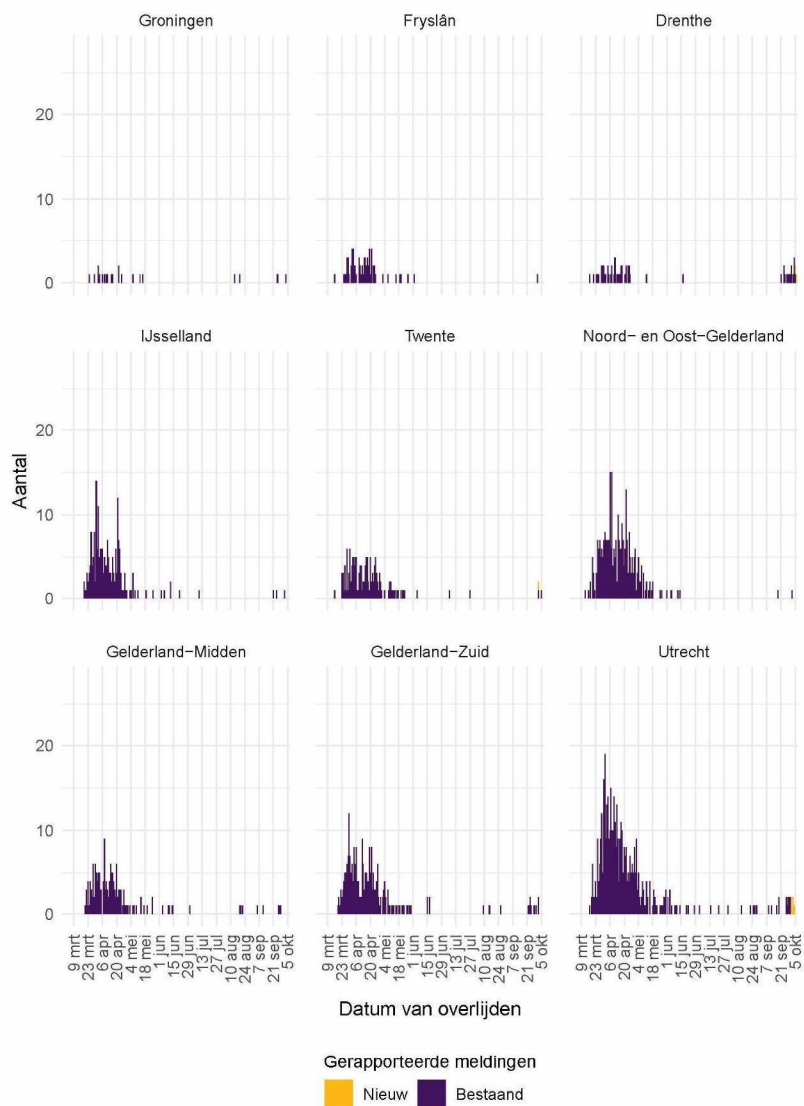 Groningen
Fryslân
Drenthe
20
10
0
IJsselland
Twente
Noord- en Oost-Gelderland
20
10
0
Aantal
Gelderland-Midden
Gelderland-Zuid
Utrecht
20
10
0
9 mrt
23 mrt
6 apr
20 apr
4 mei
18 mei
1 jun
15 jun
29 jun
13 jul
27 jul
10 aug
24 aug
7 sep
21 sep
5 okt
9 mrt
23 mrt
6 apr
20 apr
4 mei
18 mei
1 jun
15 jun
29 jun
13 jul
27 jul
10 aug
24 aug
7 sep
21 sep
5 okt
9 mrt
23 mrt
6 apr
20 apr
4 mei
18 mei
1 jun
15 jun
29 jun
13 jul
27 jul
10 aug
24 aug
7 sep
21 sep
5 okt
Datum van overlijden
Gerapporteerde meldingen
Nieuw
Bestaand